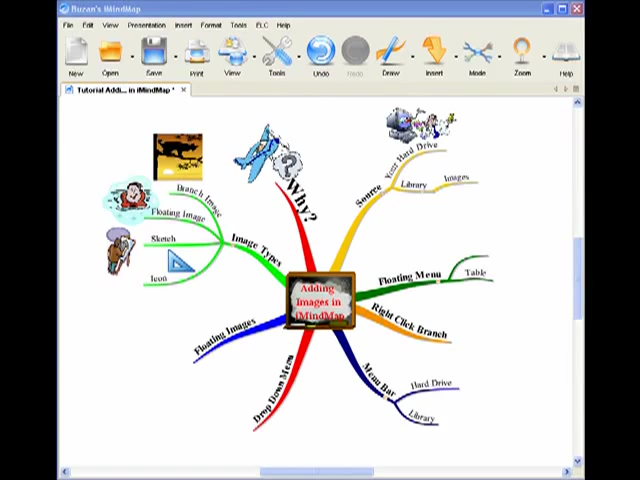 Buzan's iMindMap
File Edit View Presentation Insert Format Tools ELC Help
New Open Save Print View Tools Undo Redo Draw Insert Mode Zoom Help
Tutorial Addi... in iMindMap *
Why?
Source
Your Hard Drive
Library
Images
Image Types
Branch Image
Floating Image
Sketch
Icon
Adding
Images in
iMindMap
Floating Menu
Table
Right Click Branch
Menu Bar
Hard Drive
Library
Drop Down Menu
Floating Images